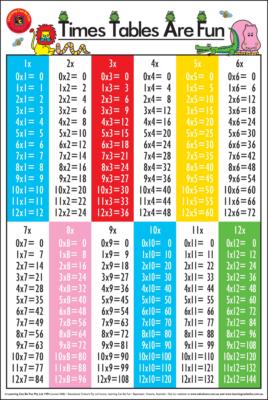 Times Tables Are Fun
1x 2x 3x 4x 5x 6x
0x1= 0 0x2= 0 0x3= 0 0x4= 0 0x5= 0 0x6= 0
1x1= 1 1x2= 2 1x3= 3 1x4= 4 1x5= 5 1x6= 6
2x1= 2 2x2= 4 2x3= 6 2x4= 8 2x5=10 2x6=12
3x1= 3 3x2= 6 3x3= 9 3x4=12 3x5=15 3x6=18
4x1= 4 4x2= 8 4x3=12 4x4=16 4x5=20 4x6=24
5x1= 5 5x2=10 5x3=15 5x4=20 5x5=25 5x6=30
6x1= 6 6x2=12 6x3=18 6x4=24 6x5=30 6x6=36
7x1= 7 7x2=14 7x3=21 7x4=28 7x5=35 7x6=42
8x1= 8 8x2=16 8x3=24 8x4=32 8x5=40 8x6=48
9x1= 9 9x2=18 9x3=27 9x4=36 9x5=45 9x6=54
10x1=10 10x2=20 10x3=30 10x4=40 10x5=50 10x6=60
11x1=11 11x2=22 11x3=33 11x4=44 11x5=55 11x6=66
12x1=12 12x2=24 12x3=36 12x4=48 12x5=60 12x6=72
7x 8x 9x 10x 11x 12x
0x7= 0 0x8= 0 0x9= 0 0x10= 0 0x11= 0 0x12= 0
1x7= 7 1x8= 8 1x9= 9 1x10= 10 1x11= 11 1x12= 12
2x7=14 2x8=16 2x9= 18 2x10= 20 2x11= 22 2x12= 24
3x7=21 3x8=24 3x9= 27 3x10= 30 3x11= 33 3x12= 36
4x7=28 4x8=32 4x9= 36 4x10= 40 4x11= 44 4x12= 48
5x7=35 5x8=40 5x9= 45 5x10= 50 5x11= 55 5x12= 60
6x7=42 6x8=48 6x9= 54 6x10= 60 6x11= 66 6x12= 72
7x7=49 7x8=56 7x9= 63 7x10= 70 7x11= 77 7x12= 84
8x7=56 8x8=64 8x9= 72 8x10= 80 8x11= 88 8x12= 96
9x7=63 9x8=72 9x9= 81 9x10= 90 9x11= 99 9x12=108
10x7=70 10x8=80 10x9= 90 10x10=100 10x11=110 10x12=120
11x7=77 11x8=88 11x9= 99 11x10=110 11x11=121 11x12=132
12x7=84 12x8=96 12x9=108 12x10=120 12x11=132 12x12=144